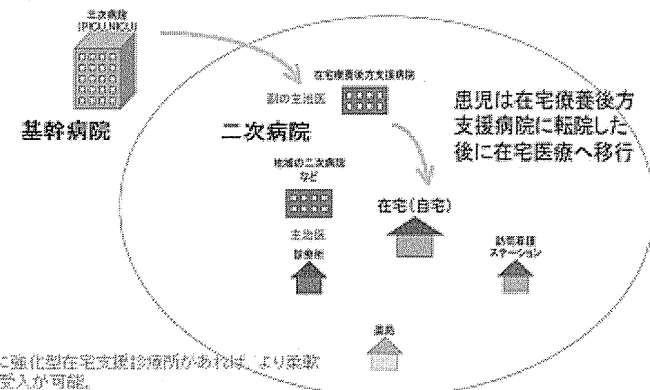 三次病院
(PICU,NICU)
基幹病院
在宅療養後方支援病院
副の主治医
二次病院
患児は在宅療養後方
支援病院に転院した
後に在宅医療へ移行
地域の二次病院
など
在宅(自宅)
主治医
診療所
訪問看護
ステーション
薬局
に強化型在宅支援診療所があれば、より柔軟
受入が可能。